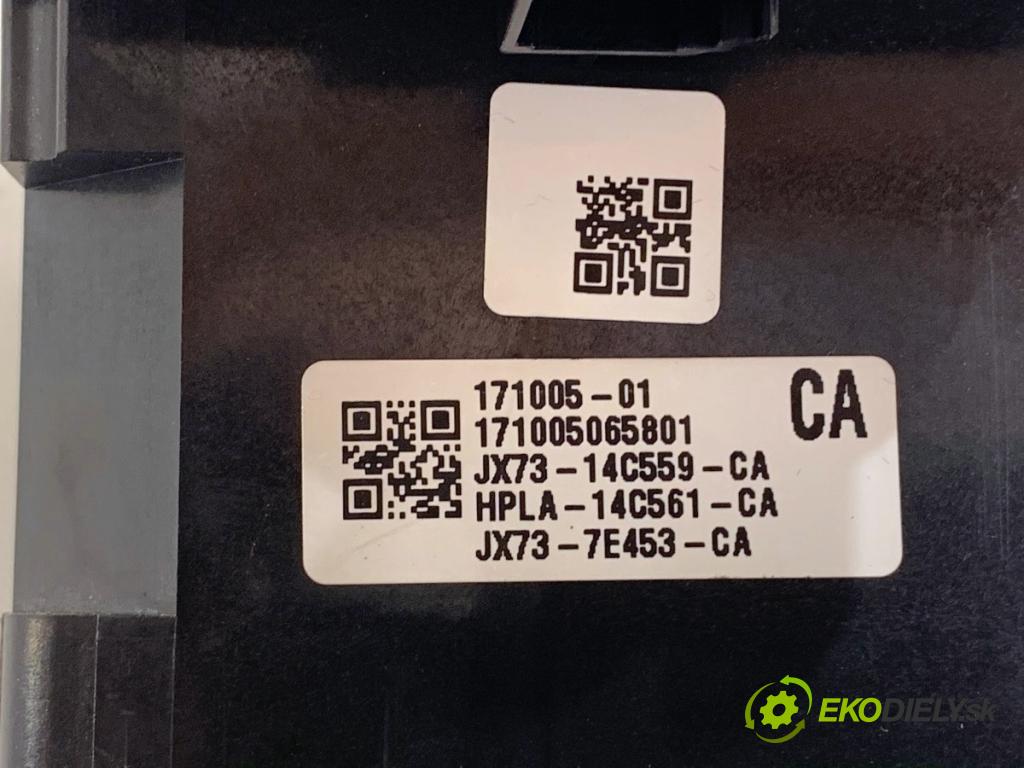 171005-01
CA
171005065801
JX73-14C559-CA
HPLA-14C561-CA
JX73-7E453-CA
EKODIELY.sk